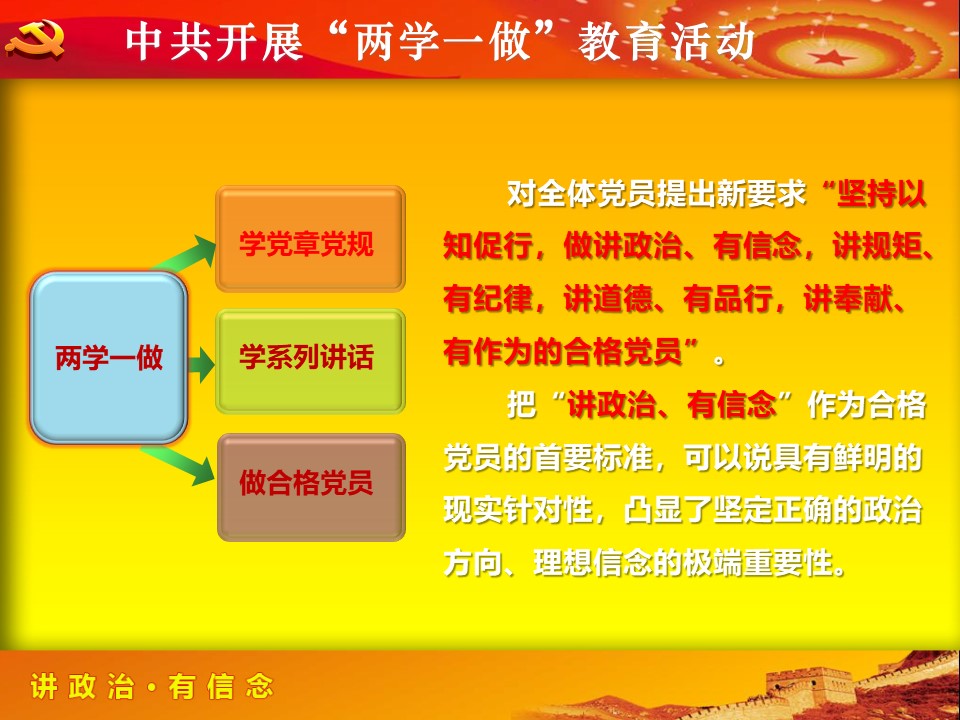 中共开展“两学一做”教育活动
两学一做
学党章党规
学系列讲话
做合格党员
对全体党员提出新要求“坚持以
知促行，做讲政治、有信念，讲规矩、
有纪律，讲道德、有品行，讲奉献、
有作为的合格党员”。
把“讲政治、有信念”作为合格
党员的首要标准，可以说具有鲜明的
现实针对性，凸显了坚定正确的政治
方向、理想信念的极端重要性。
讲政治·有信念